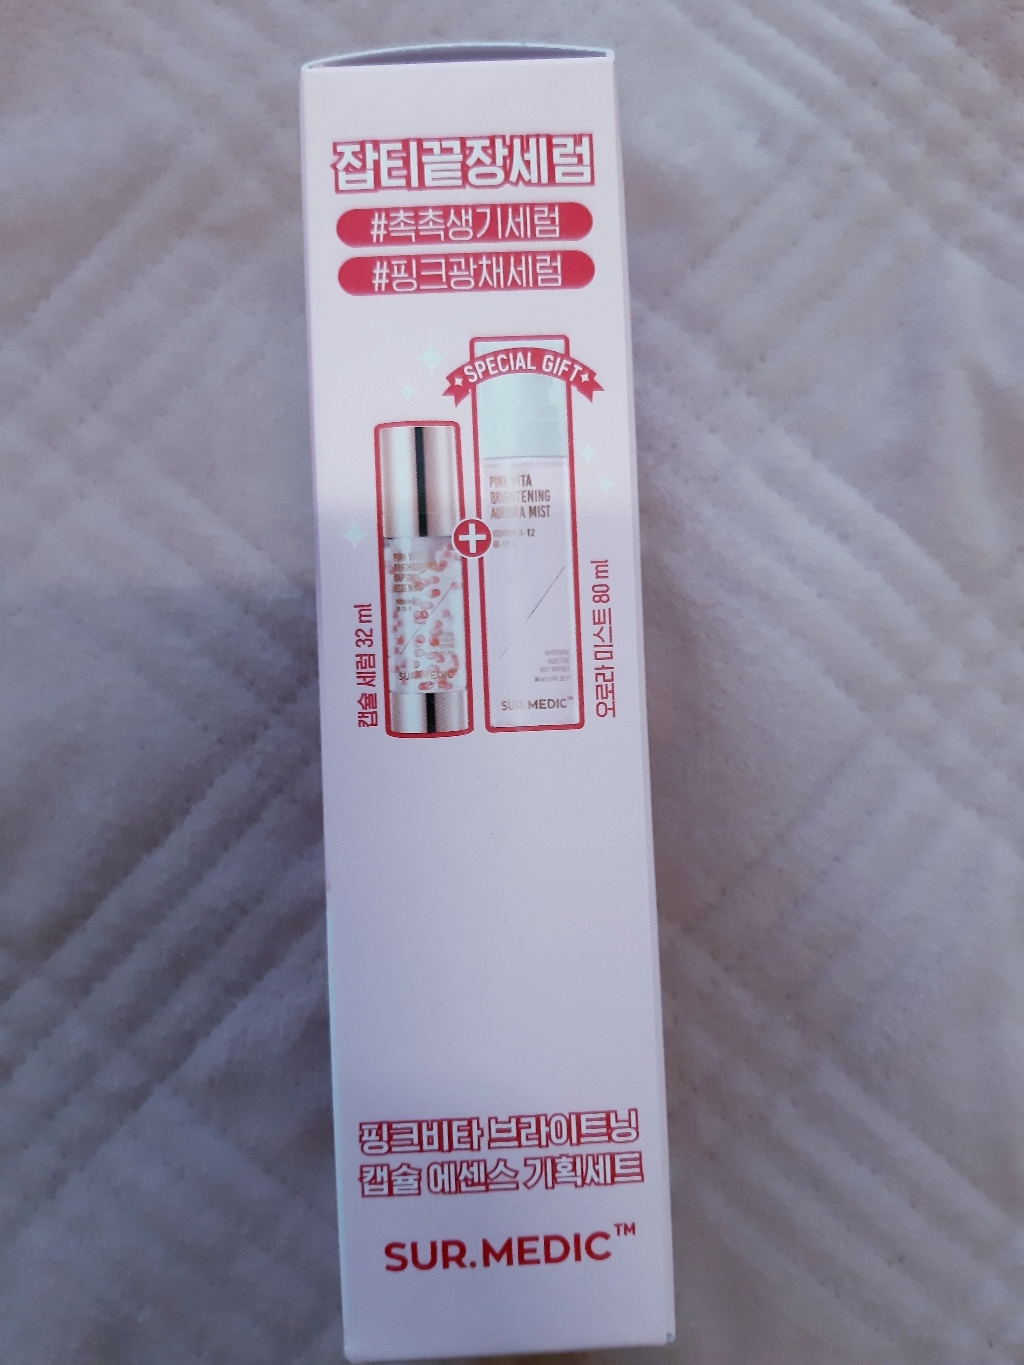 잡티끝장세럼
#촉촉생기세럼
#핑크광채세럼
SPECIAL GIFT
PINK VITA
BRIGHTENING
AURORA MIST
VITAMIN B-12
SUR.MEDIC™
SUR.MEDIC
캡슐 세럼 32 ml
오로라 미스트 80 ml
핑크비타 브라이트닝
캡슐 에센스 기획세트
SUR.MEDIC™